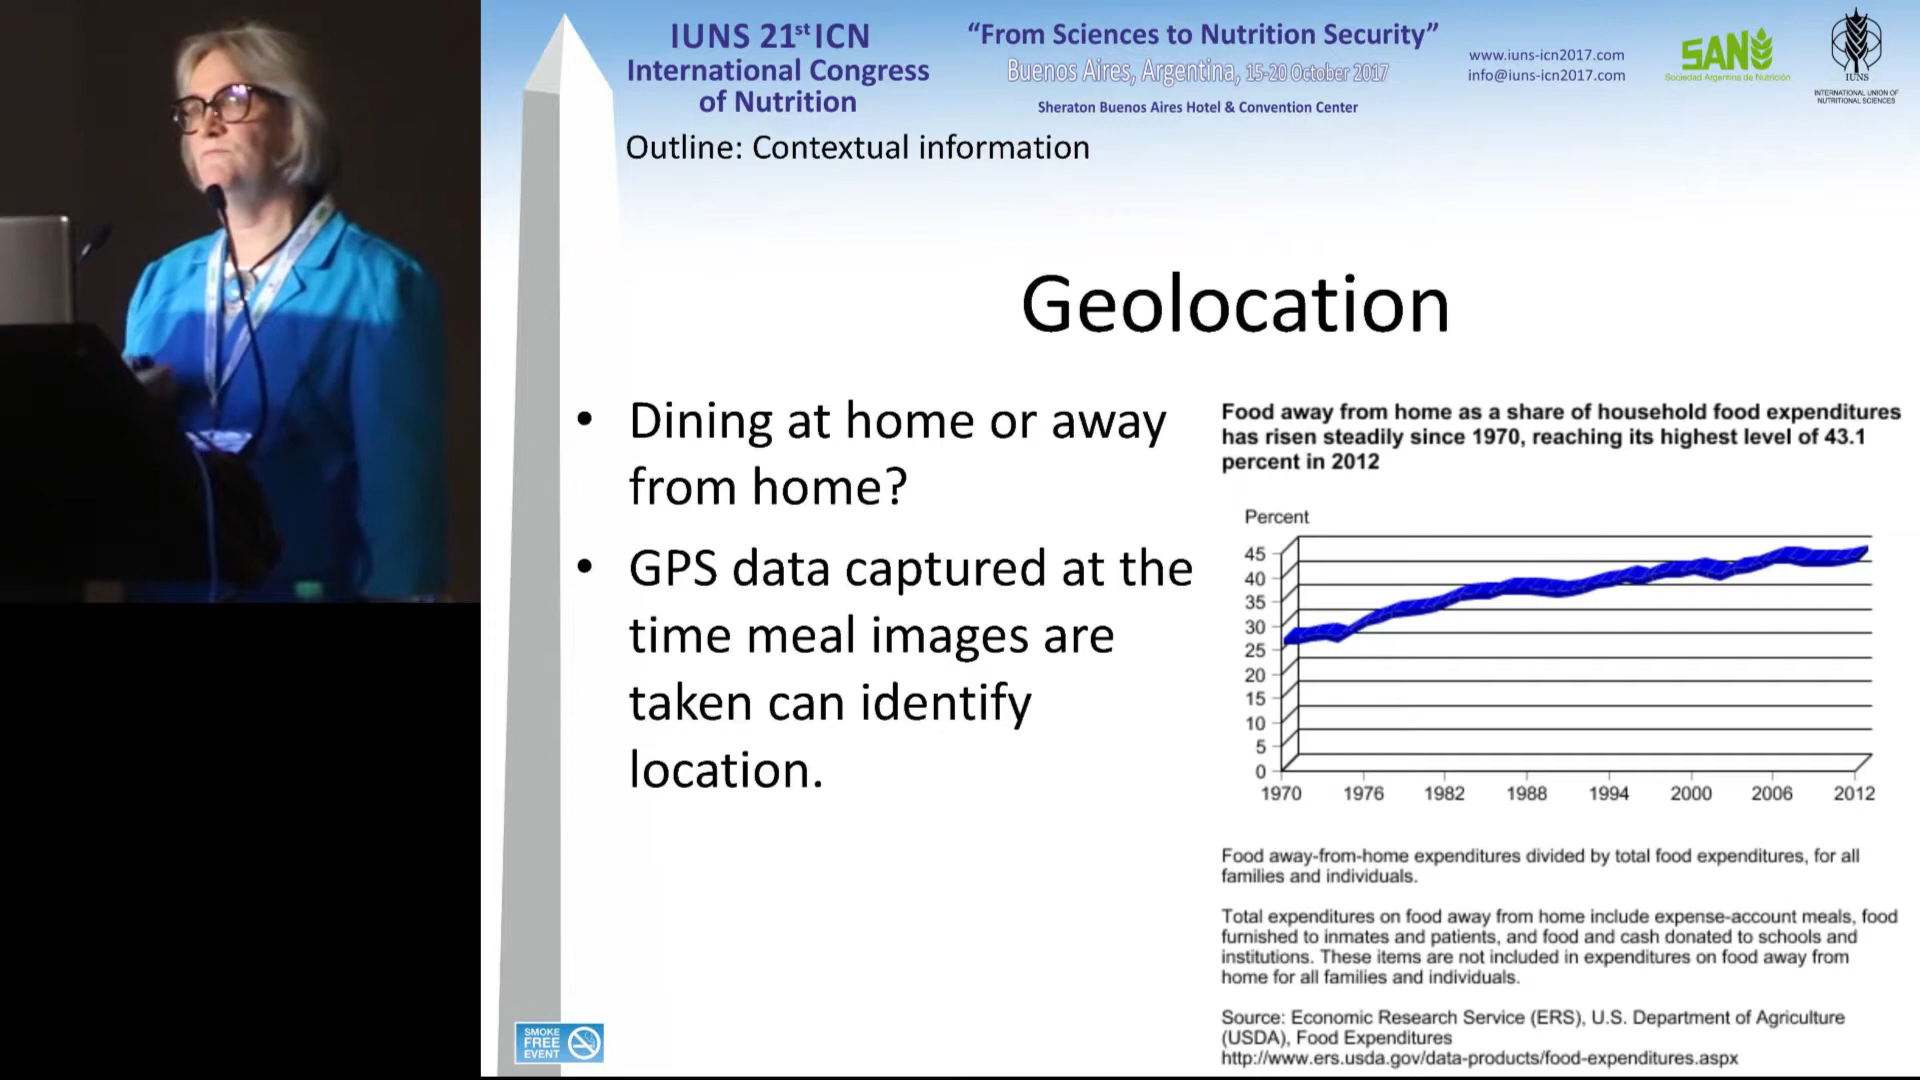 IUNS 21st ICN
International Congress
of Nutrition
“From Sciences to Nutrition Security”
Buenos Aires, Argentina, 15-20 October 2017
Sheraton Buenos Aires Hotel & Convention Center
www.iuns-icn2017.com
info@iuns-icn2017.com
SAN
Sociedad Argentina de Nutrición
IUNS
INTERNATIONAL UNION OF
NUTRITIONAL SCIENCES
Outline: Contextual information
Geolocation
• Dining at home or away
from home?
• GPS data captured at the
time meal images are
taken can identify
location.
Food away from home as a share of household food expenditures
has risen steadily since 1970, reaching its highest level of 43.1
percent in 2012
Percent
45
40
35
30
25
20
15
10
5
0
1970 1976 1982 1988 1994 2000 2006 2012
Food away-from-home expenditures divided by total food expenditures, for all
families and individuals.
Total expenditures on food away from home include expense-account meals, food
furnished to inmates and patients, and food and cash donated to schools and
institutions. These items are not included in expenditures on food away from
home for all families and individuals.
Source: Economic Research Service (ERS), U.S. Department of Agriculture
(USDA), Food Expenditures
http://www.ers.usda.gov/data-products/food-expenditures.aspx
SMOKE
FREE
EVENT